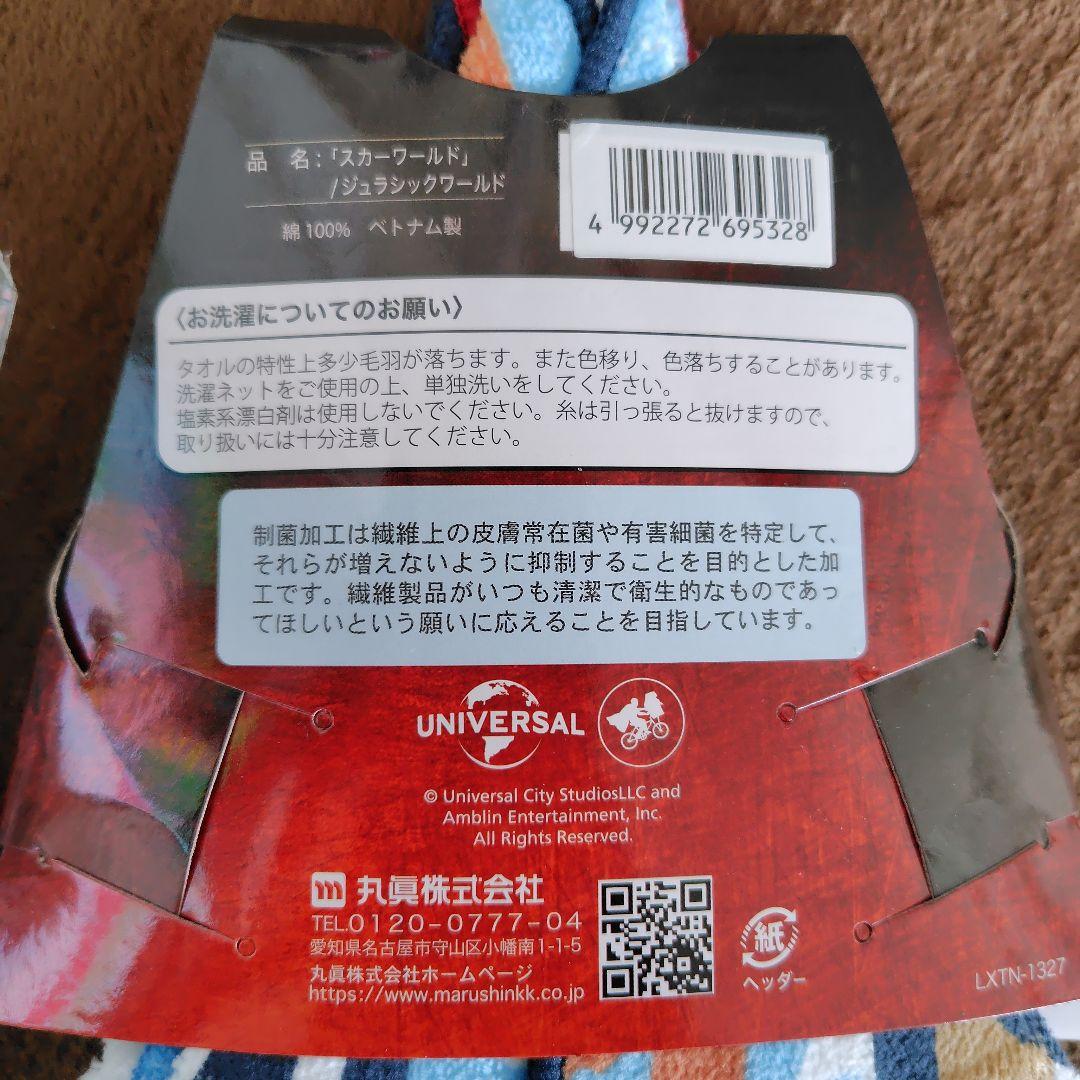 品　名：「スカーワールド」
/ジュラシックワールド
綿100%　ベトナム製
4 992272 695328
〈お洗濯についてのお願い〉
タオルの特性上多少毛羽が落ちます。また色移り、色落ちすることがあります。
洗濯ネットをご使用の上、単独洗いをしてください。
塩素系漂白剤は使用しないでください。糸は引っ張ると抜けますので、
取り扱いには十分注意してください。
制菌加工は繊維上の皮膚常在菌や有害細菌を特定して、
それらが増えないように抑制することを目的とした加
工です。繊維製品がいつも清潔で衛生的なものであっ
てほしいという願いに応えることを目指しています。
UNIVERSAL
© Universal City StudiosLLC and
Amblin Entertainment, Inc.
All Rights Reserved.
丸眞株式会社
TEL.0120-0777-04
愛知県名古屋市守山区小幡南1-1-5
丸眞株式会社ホームページ
https://www.marushinkk.co.jp
紙
ヘッダー
LXTN-1327